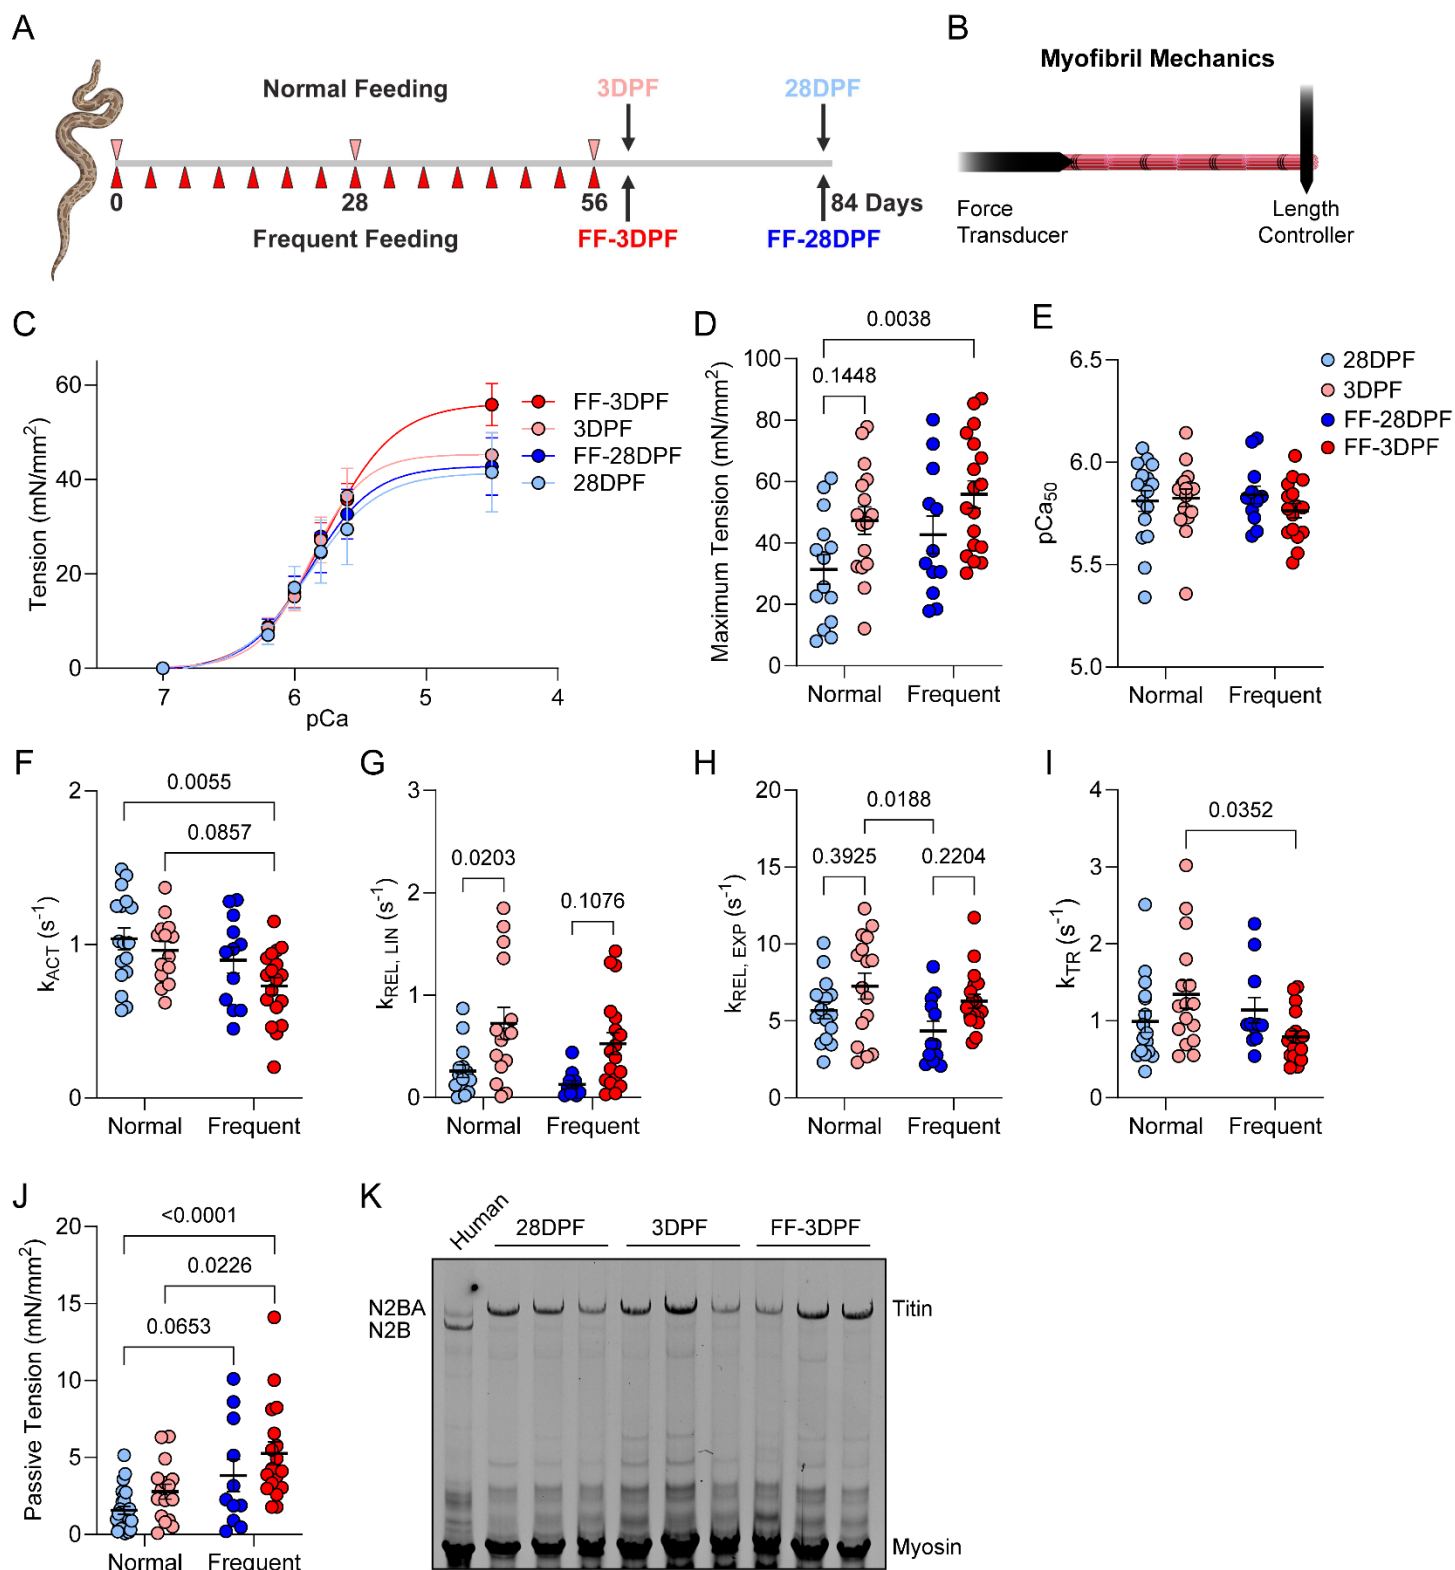 A
Normal Feeding
3DPF
28DPF
0
28
56
84 Days
Frequent Feeding
FF-3DPF
FF-28DPF
B
Myofibril Mechanics
Force
Transducer
Length
Controller
C
Tension (mN/mm²)
60
40
20
0
7
6
5
4
pCa
FF-3DPF
3DPF
FF-28DPF
28DPF
D
0.0038
0.1448
Maximum Tension (mN/mm²)
100
80
60
40
20
0
Normal
Frequent
E
pCa₅₀
6.5
6.0
5.5
5.0
Normal
Frequent
28DPF
3DPF
FF-28DPF
FF-3DPF
F
0.0055
0.0857
k_ACT (s⁻¹)
2
1
0
Normal
Frequent
G
0.0203
0.1076
k_REL, LIN (s⁻¹)
3
2
1
0
Normal
Frequent
H
0.0188
0.3925
0.2204
k_REL, EXP (s⁻¹)
20
15
10
5
0
Normal
Frequent
I
0.0352
k_TR (s⁻¹)
4
3
2
1
0
Normal
Frequent
J
<0.0001
0.0226
0.0653
Passive Tension (mN/mm²)
20
15
10
5
0
Normal
Frequent
K
Human
28DPF
3DPF
FF-3DPF
N2BA
N2B
Titin
Myosin